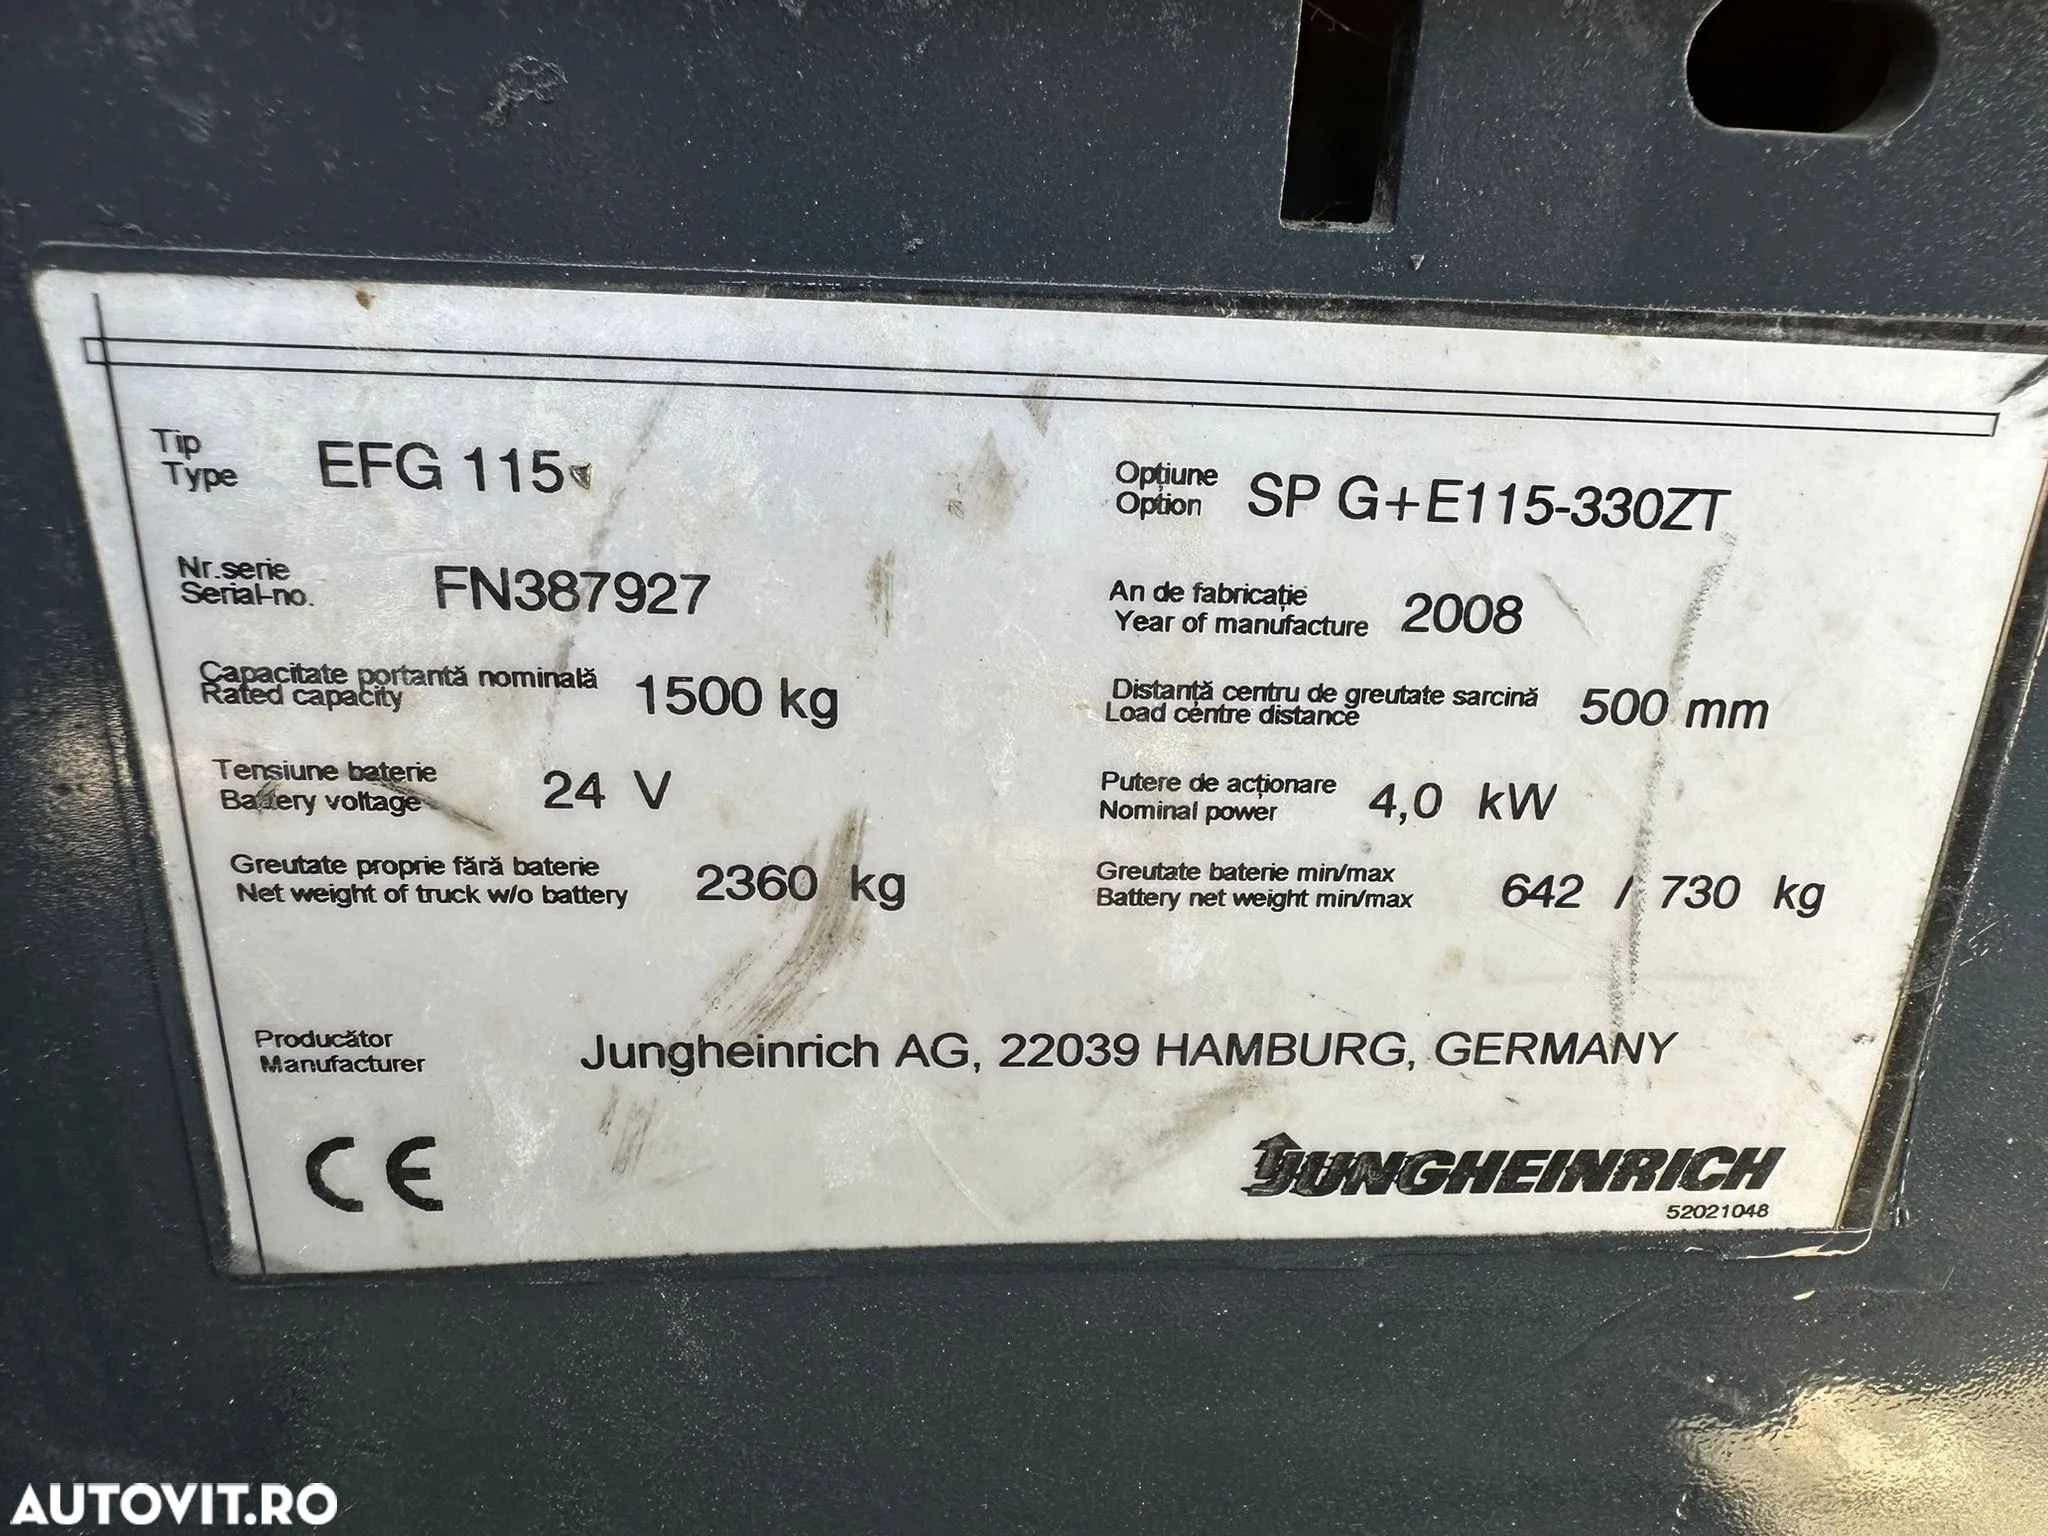 Tip
Type
EFG 115
Opțiune
Option
SP G+E115-330ZT
Nr.serie
Serial-no.
FN387927
An de fabricație
Year of manufacture
2008
Capacitate portantă nominală
Rated capacity
1500 kg
Distanță centru de greutate sarcină
Load centre distance
500 mm
Tensiune baterie
Battery voltage
24 V
Putere de acționare
Nominal power
4,0 kW
Greutate proprie fără baterie
Net weight of truck w/o battery
2360 kg
Greutate baterie min/max
Battery net weight min/max
642 / 730 kg
Producător
Manufacturer
Jungheinrich AG, 22039 HAMBURG, GERMANY
CE
JUNGHEINRICH
52021048
AUTOVIT.RO